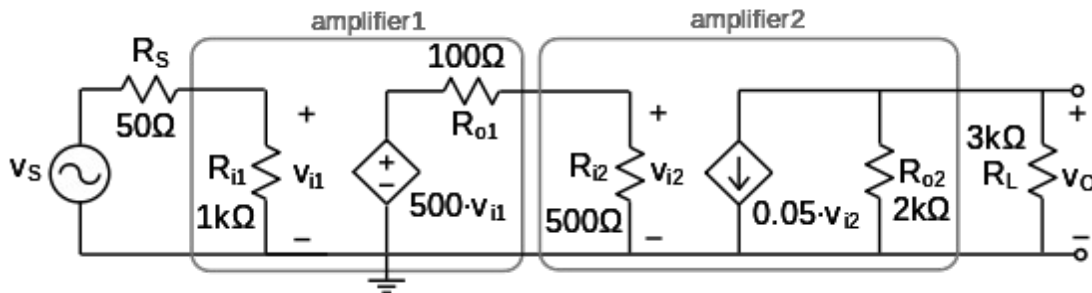 amplifier1
amplifier2
R_S
50Ω
v_S
R_i1
1kΩ
+
v_i1
−
+
−
500·v_i1
100Ω
R_o1
R_i2
500Ω
+
v_i2
−
0.05·v_i2
R_o2
2kΩ
3kΩ
R_L
+
v_O
−